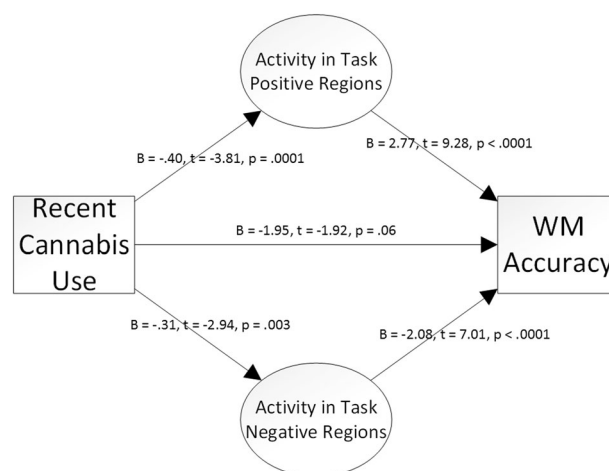 Activity in Task
Positive Regions
B = -.40, t = -3.81, p = .0001
B = 2.77, t = 9.28, p < .0001
Recent
Cannabis
Use
B = -1.95, t = -1.92, p = .06
WM
Accuracy
B = -.31, t = -2.94, p = .003
B = -2.08, t = 7.01, p < .0001
Activity in Task
Negative Regions